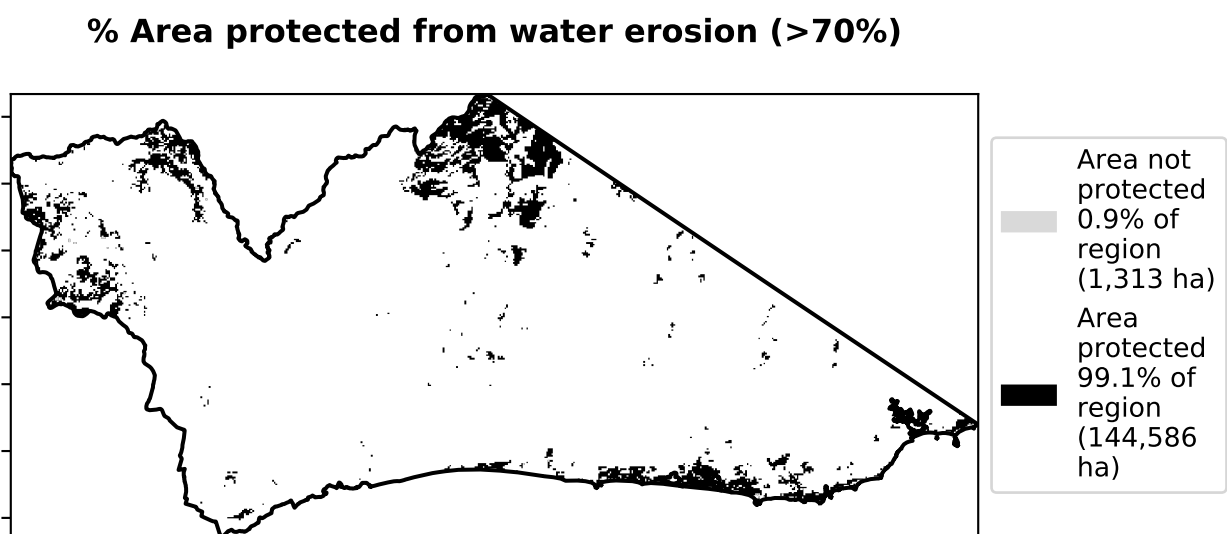 % Area protected from water erosion (>70%)
Area not
protected
0.9% of
region
(1,313 ha)
Area
protected
99.1% of
region
(144,586
ha)